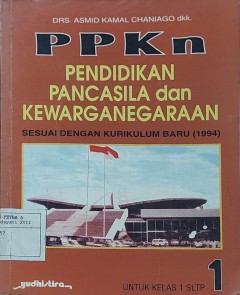 DRS. ASMID KAMAL CHANIAGO dkk.
PPKn
PENDIDIKAN
PANCASILA dan
KEWARGANEGARAAN
SESUAI DENGAN KURIKULUM BARU (1994)
yudhistira
UNTUK KELAS 1 SLTP
1